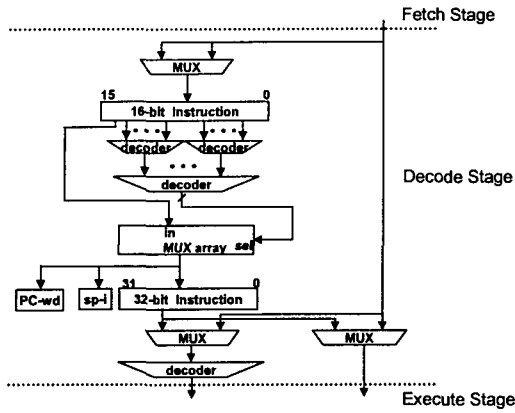 Fetch Stage
MUX
15 0
16-bit Instruction
decoder decoder
decoder
Decode Stage
in
MUX array sel
31 0
PC-wd sp-i 32-bit Instruction
MUX MUX
decoder
Execute Stage